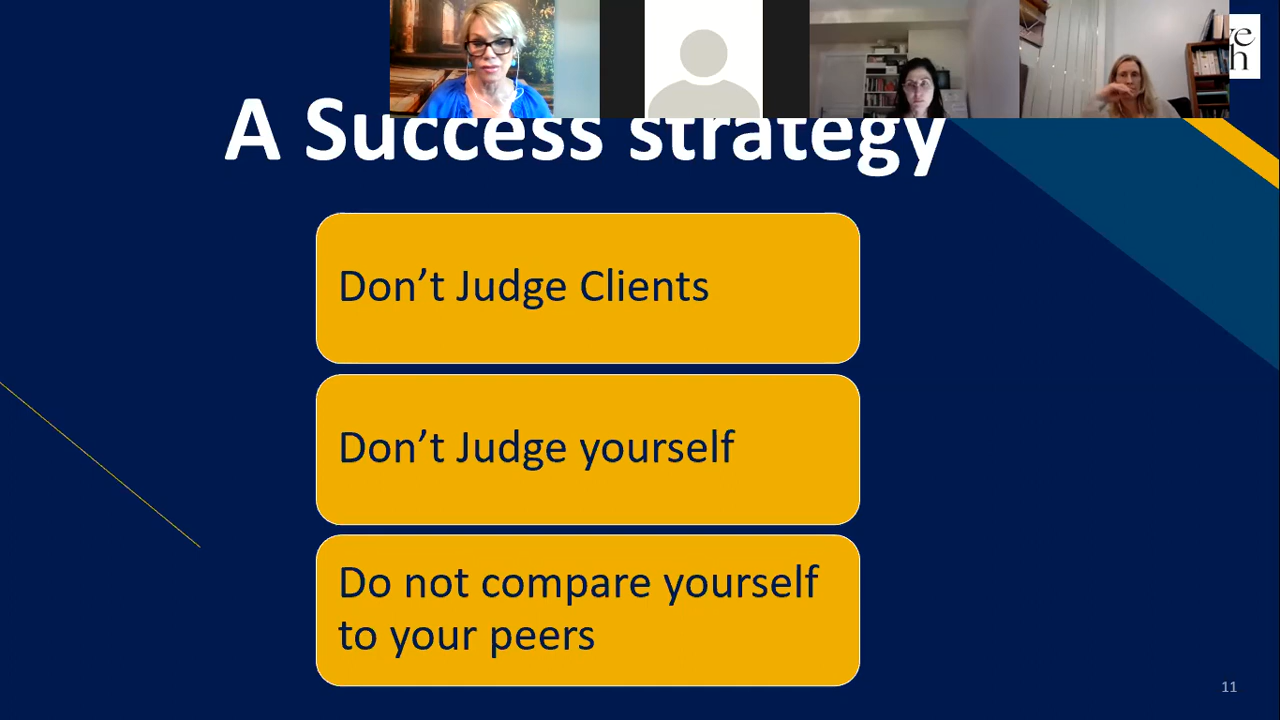 A Success strategy
Don’t Judge Clients
Don’t Judge yourself
Do not compare yourself
to your peers
11